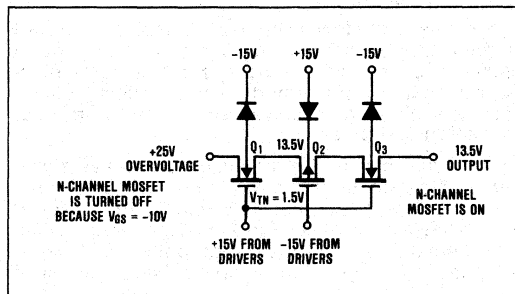 –15V
+15V
–15V
+25V
OVERVOLTAGE
Q1
13.5V
Q2
Q3
13.5V
OUTPUT
N-CHANNEL MOSFET
IS TURNED OFF
BECAUSE VGS = –10V
VTN = 1.5V
N-CHANNEL
MOSFET IS ON
+15V FROM
DRIVERS
–15V FROM
DRIVERS